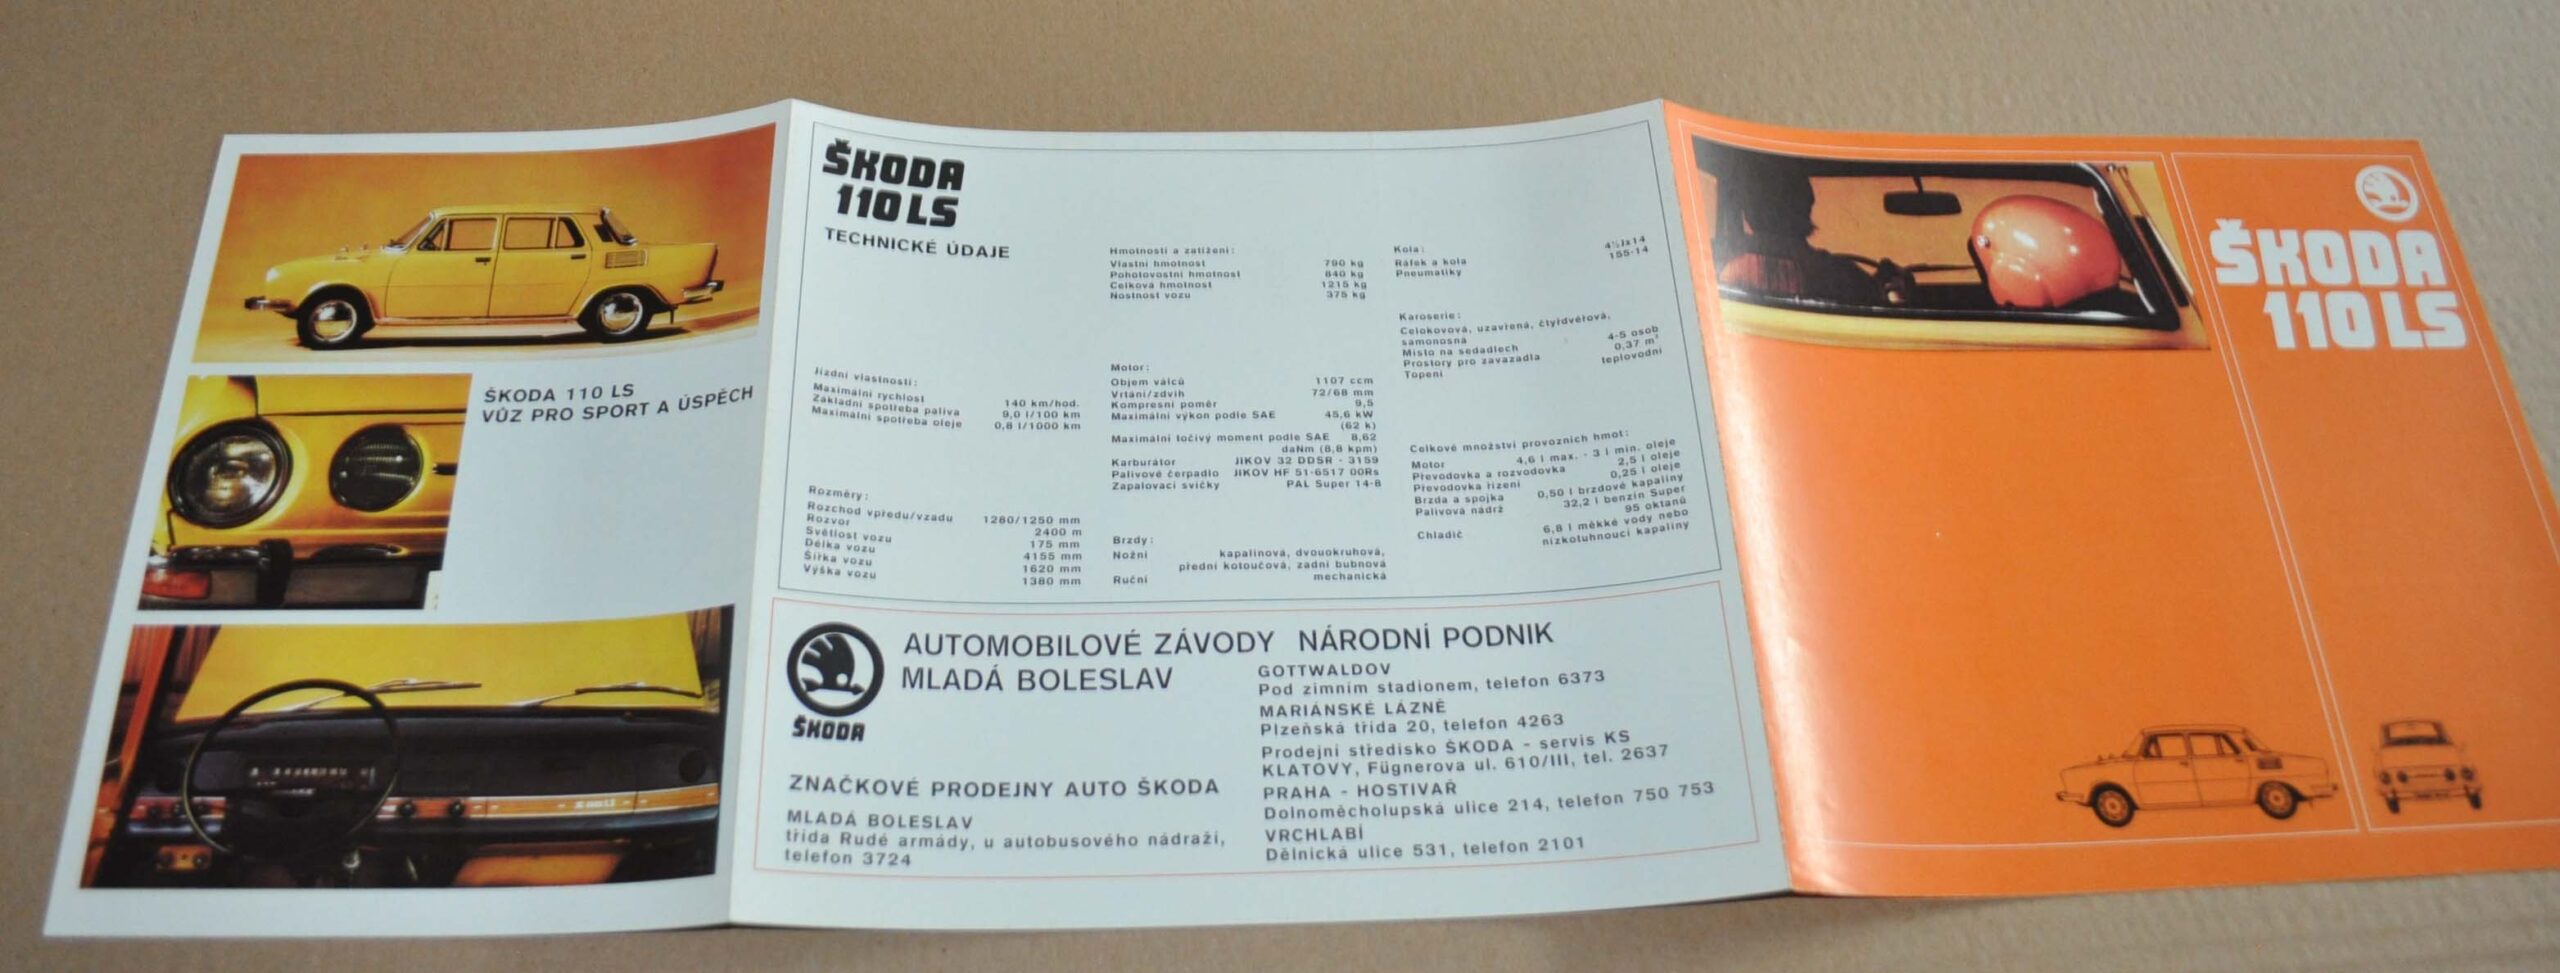 ŠKODA 110 LS
VŮZ PRO SPORT A ÚSPĚCH
ŠKODA
110 LS
TECHNICKÉ ÚDAJE
Jízdní vlastnosti:
Maximální rychlost 140 km/hod.
Základní spotřeba paliva 9,0 l/100 km
Maximální spotřeba oleje 0,8 l/1000 km
Rozměry:
Rozchod vpředu/vzadu 1280/1250 mm
Rozvor 2400 m
Světlost vozu 175 mm
Délka vozu 4155 mm
Šířka vozu 1620 mm
Výška vozu 1380 mm
Hmotnosti a zatížení:
Vlastní hmotnost 790 kg
Pohotovostní hmotnost 840 kg
Celková hmotnost 1215 kg
Nostnost vozu 375 kg
Motor:
Objem válců 1107 ccm
Vrtání/zdvih 72/68 mm
Kompresní poměr 9,5
Maximální výkon podle SAE 45,6 kW
(62 k)
Maximální točivý moment podle SAE 8,62
daNm (8,8 kpm)
Karburátor JIKOV 32 DDSR - 3159
Palivové čerpadlo JIKOV HF 51-6517 00Rs
Zapalovací svíčky PAL Super 14-8
Brzdy:
Nožní kapalinová, dvouokruhová,
přední kotoučová, zadní bubnová
Ruční mechanická
Kola:
Ráfek a kola 4½Jx14
Pneumatiky 155-14
Karoserie:
Celokovová, uzavřená, čtyřdvéřová,
samonosná
Místo na sedadlech 4-5 osob
Prostory pro zavazadla 0,37 m³
Topení teplovodní
Celkové množství provozních hmot:
Motor 4,6 l max. - 3 l min. oleje
Převodovka a rozvodovka 2,5 l oleje
Převodovka řízení 0,25 l oleje
Brzda a spojka 0,50 l brzdové kapaliny
Palivová nádrž 32,2 l benzin Super
95 oktanů
Chladič 6,8 l měkké vody nebo
nízkotuhnoucí kapaliny
ŠKODA
AUTOMOBILOVÉ ZÁVODY NÁRODNÍ PODNIK
MLADÁ BOLESLAV
ZNAČKOVÉ PRODEJNY AUTO ŠKODA
MLADÁ BOLESLAV
třída Rudé armády, u autobusového nádraží,
telefon 3724
GOTTWALDOV
Pod zimním stadionem, telefon 6373
MARIÁNSKÉ LÁZNĚ
Plzeňská třída 20, telefon 4263
Prodejní středisko ŠKODA - servis KS
KLATOVY, Fügnerova ul. 610/III, tel. 2637
PRAHA - HOSTIVAŘ
Dolnoměcholupská ulice 214, telefon 750 753
VRCHLABÍ
Dělnická ulice 531, telefon 2101
ŠKODA
110 LS